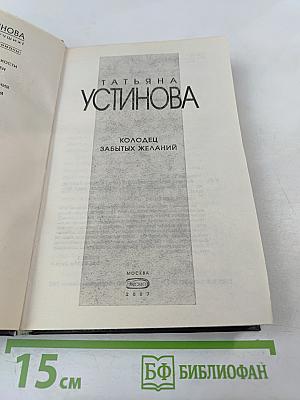 ТАТЬЯНА
УСТИНОВА
КОЛОДЕЦ
ЗАБЫТЫХ ЖЕЛАНИЙ
МОСКВА
2007
15 см
БФ БИБЛИОФАН